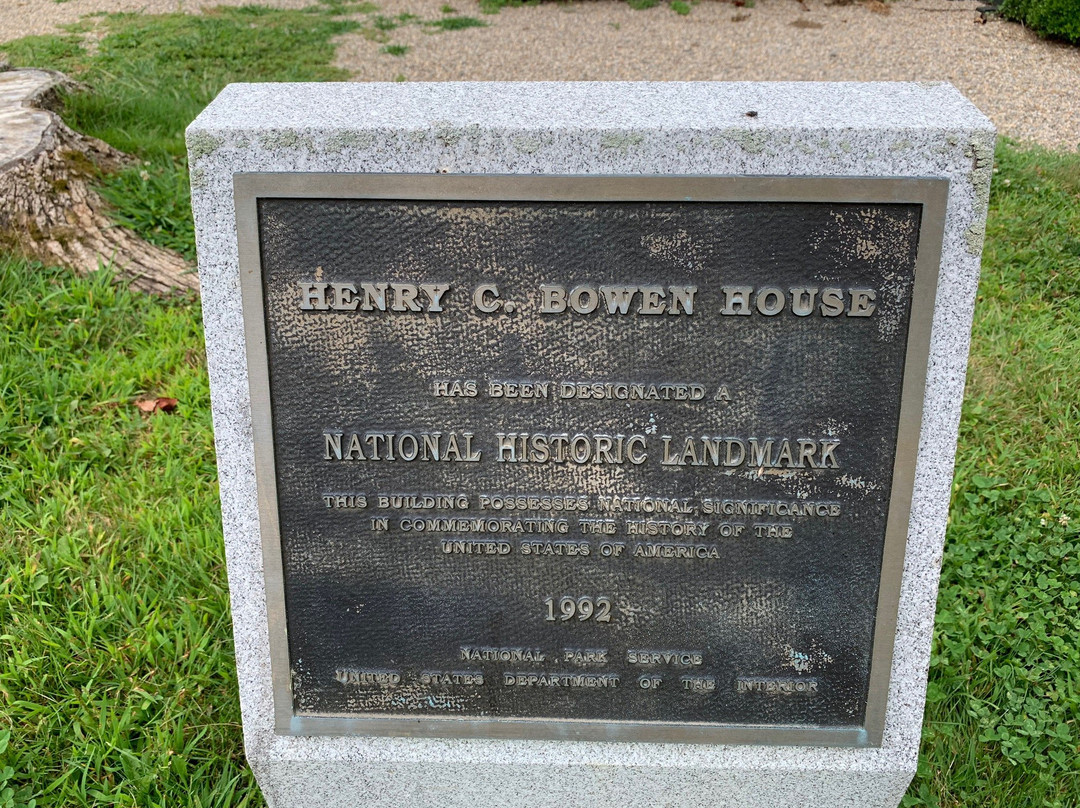 HENRY C. BOWEN HOUSE
HAS BEEN DESIGNATED A
NATIONAL HISTORIC LANDMARK
THIS BUILDING POSSESSES NATIONAL SIGNIFICANCE
IN COMMEMORATING THE HISTORY OF THE
UNITED STATES OF AMERICA
1992
NATIONAL PARK SERVICE
UNITED STATES DEPARTMENT OF THE INTERIOR